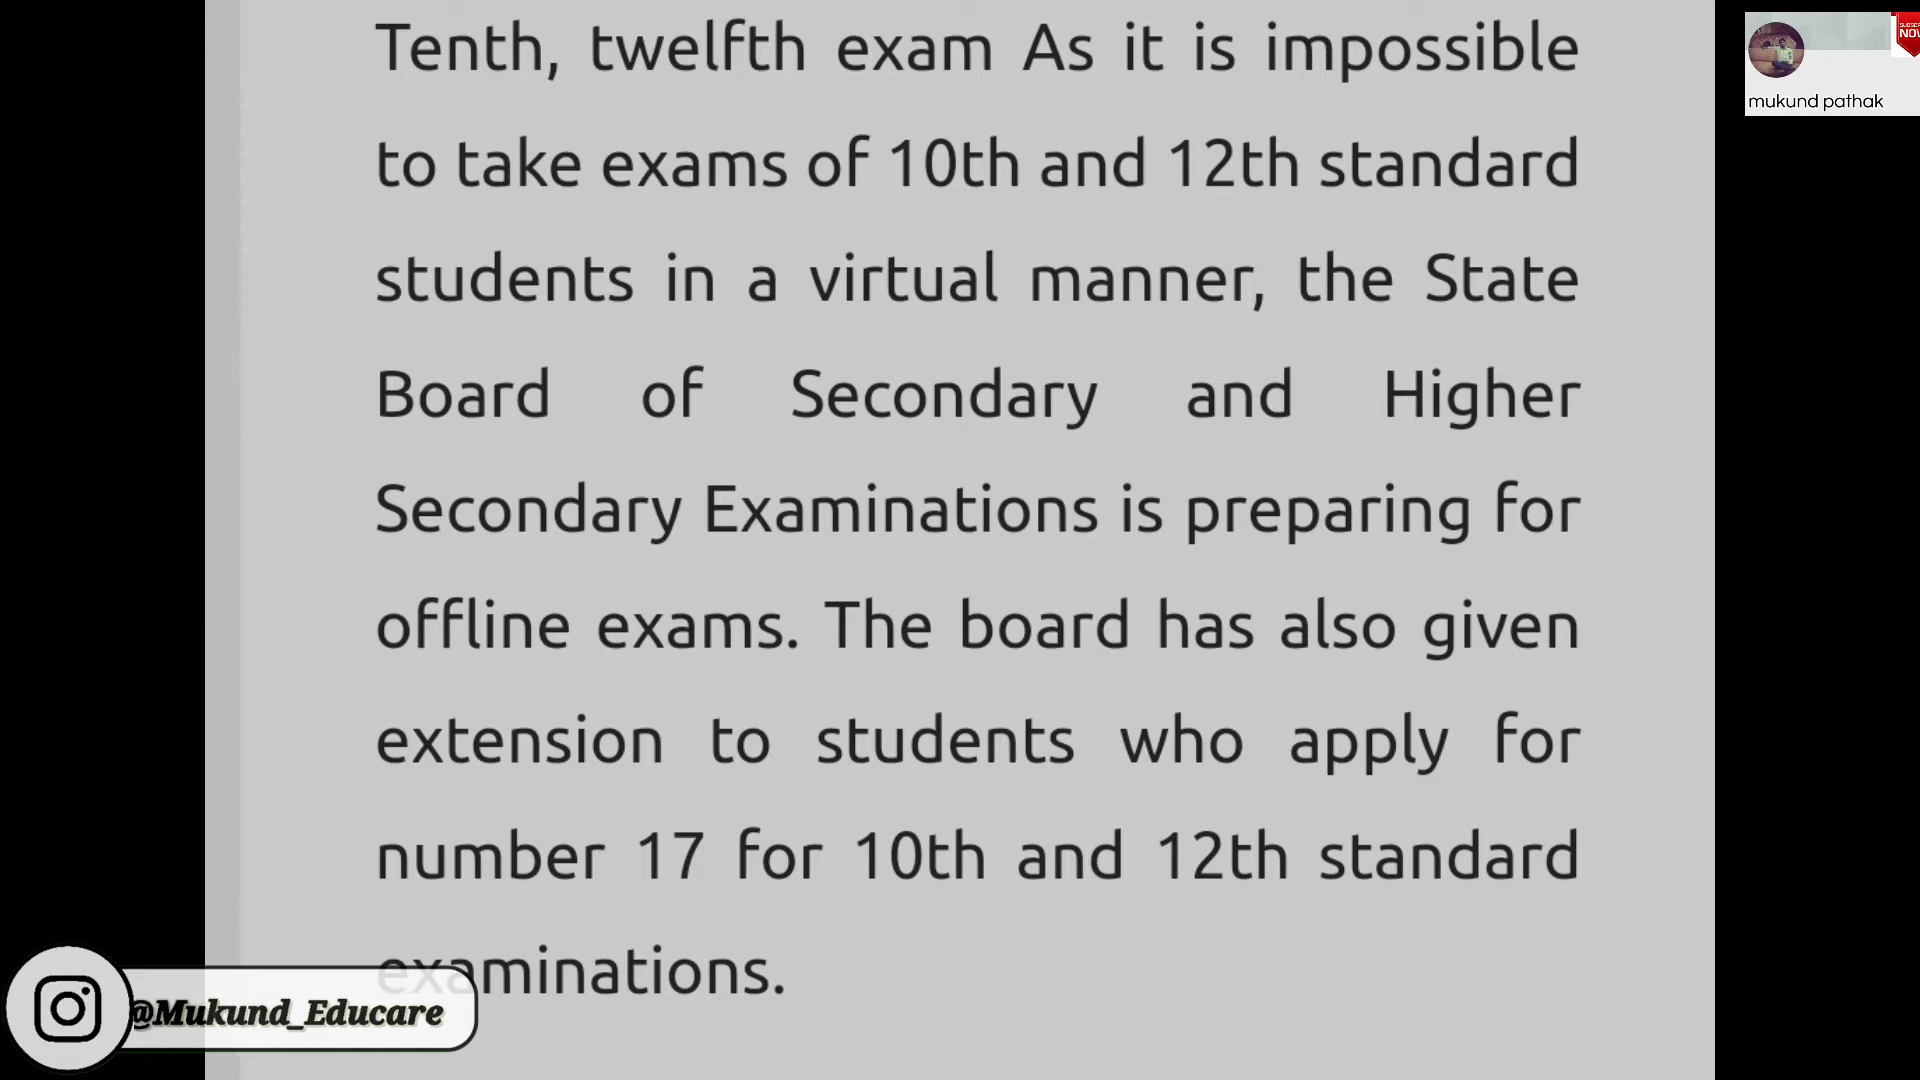 Tenth, twelfth exam As it is impossible
to take exams of 10th and 12th standard
students in a virtual manner, the State
Board of Secondary and Higher
Secondary Examinations is preparing for
offline exams. The board has also given
extension to students who apply for
number 17 for 10th and 12th standard
examinations.
@Mukund_Educare
mukund pathak